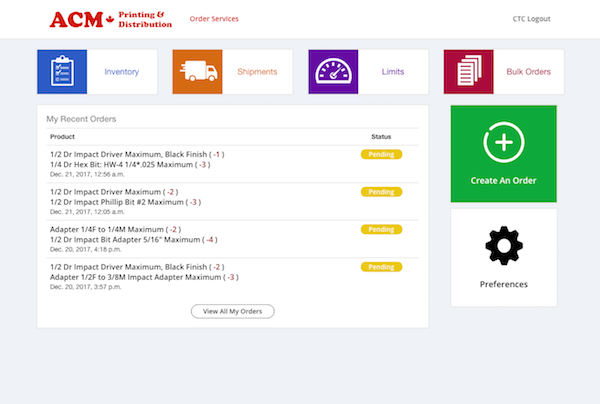 ACM Printing &
Distribution
Order Services
CTC Logout
Inventory
Shipments
Limits
Bulk Orders
My Recent Orders
Product Status
1/2 Dr Impact Driver Maximum, Black Finish ( -1 ) Pending
1/4 Dr Hex Bit: HW-4 1/4*.025 Maximum ( -3 )
Dec. 21, 2017, 12:56 a.m.
1/2 Dr Impact Driver Maximum ( -2 ) Pending
1/2 Dr Impact Phillip Bit #2 Maximum ( -3 )
Dec. 21, 2017, 12:05 a.m.
Adapter 1/4F to 1/4M Maximum ( -2 ) Pending
1/2 Dr Impact Bit Adapter 5/16" Maximum ( -4 )
Dec. 20, 2017, 4:18 p.m.
1/2 Dr Impact Driver Maximum, Black Finish ( -2 ) Pending
Adapter 1/2F to 3/8M Impact Adapter Maximum ( -3 )
Dec. 20, 2017, 3:57 p.m.
View All My Orders
Create An Order
Preferences